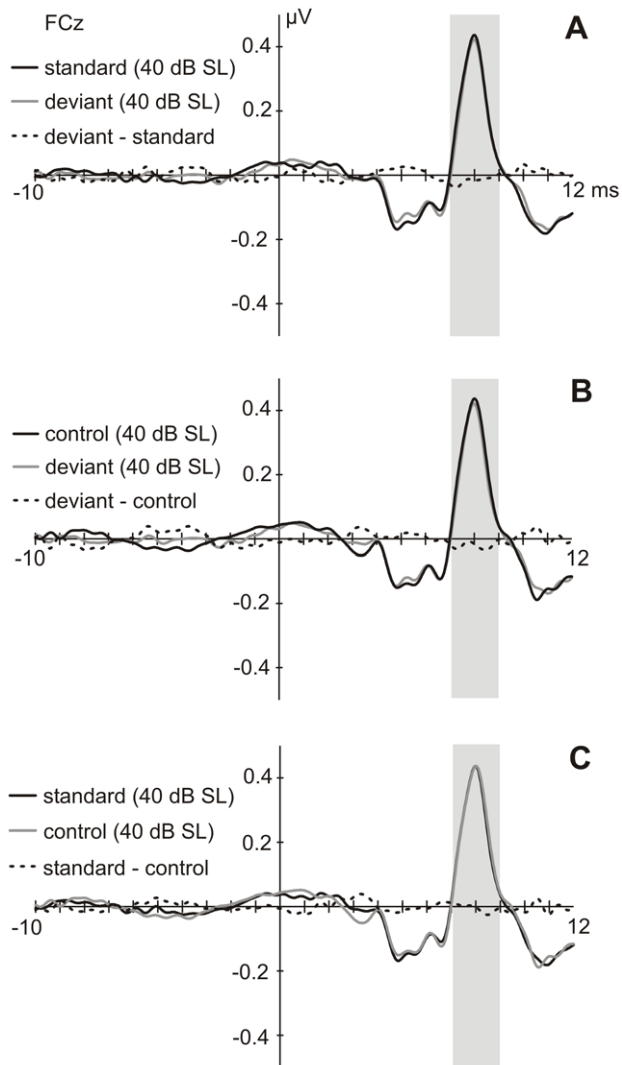 FCz
µV
A
0.4
standard (40 dB SL)
deviant (40 dB SL)
0.2
deviant - standard
-10
12 ms
-0.2
-0.4
B
0.4
control (40 dB SL)
deviant (40 dB SL)
0.2
deviant - control
-10
12
-0.2
-0.4
C
0.4
standard (40 dB SL)
control (40 dB SL)
0.2
standard - control
-10
12
-0.2
-0.4